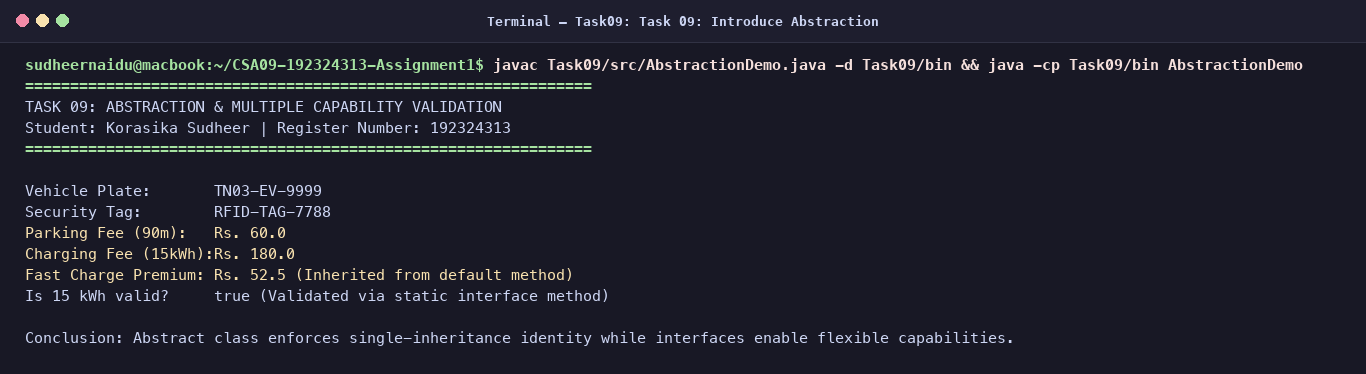 Terminal — Task09: Task 09: Introduce Abstraction
sudheernaidu@macbook:~/CSA09-192324313-Assignment1$ javac Task09/src/AbstractionDemo.java -d Task09/bin && java -cp Task09/bin AbstractionDemo
===============================================================
TASK 09: ABSTRACTION & MULTIPLE CAPABILITY VALIDATION
Student: Korasika Sudheer | Register Number: 192324313
===============================================================
Vehicle Plate:       TN03-EV-9999
Security Tag:        RFID-TAG-7788
Parking Fee (90m):   Rs. 60.0
Charging Fee (15kWh):Rs. 180.0
Fast Charge Premium: Rs. 52.5 (Inherited from default method)
Is 15 kWh valid?     true (Validated via static interface method)
Conclusion: Abstract class enforces single-inheritance identity while interfaces enable flexible capabilities.